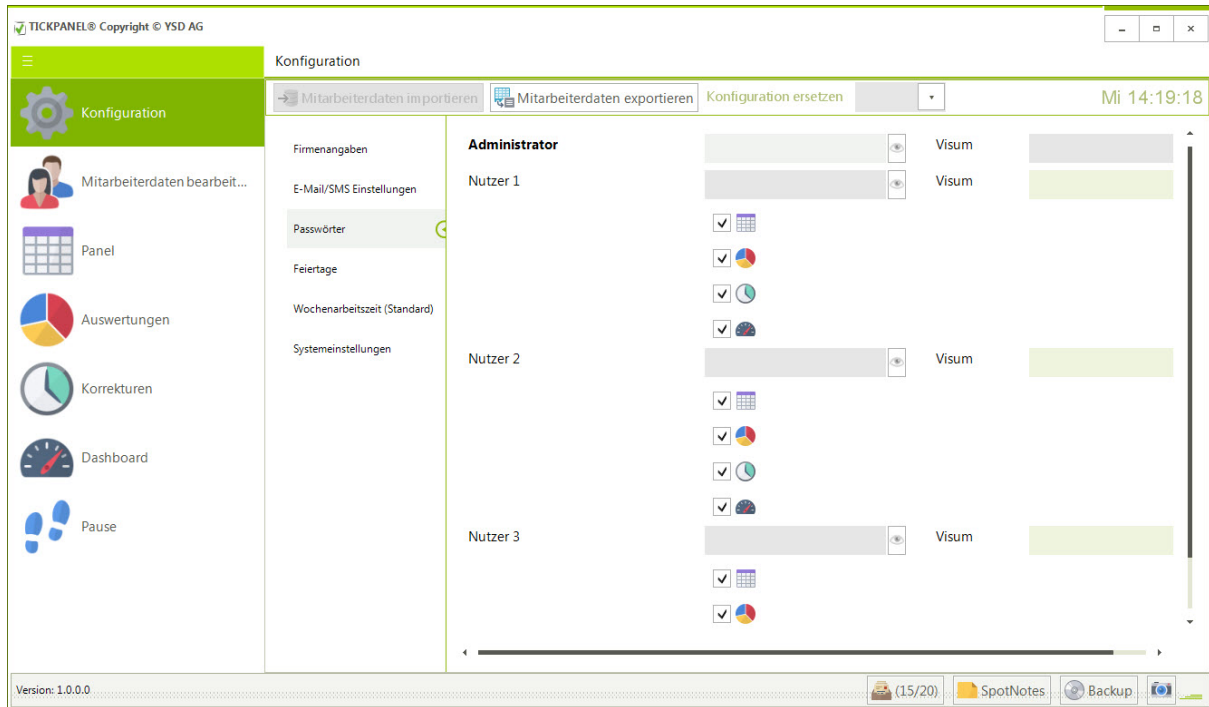 TICKPANEL® Copyright © YSD AG
Konfiguration
Konfiguration
Mitarbeiterdaten bearbeit...
Panel
Auswertungen
Korrekturen
Dashboard
Pause
Mitarbeiterdaten importieren
Mitarbeiterdaten exportieren
Konfiguration ersetzen
Mi 14:19:18
Firmenangaben
E-Mail/SMS Einstellungen
Passwörter
Feiertage
Wochenarbeitszeit (Standard)
Systemeinstellungen
Administrator
Visum
Nutzer 1
Visum
Nutzer 2
Visum
Nutzer 3
Visum
Version: 1.0.0.0
(15/20)
SpotNotes
Backup